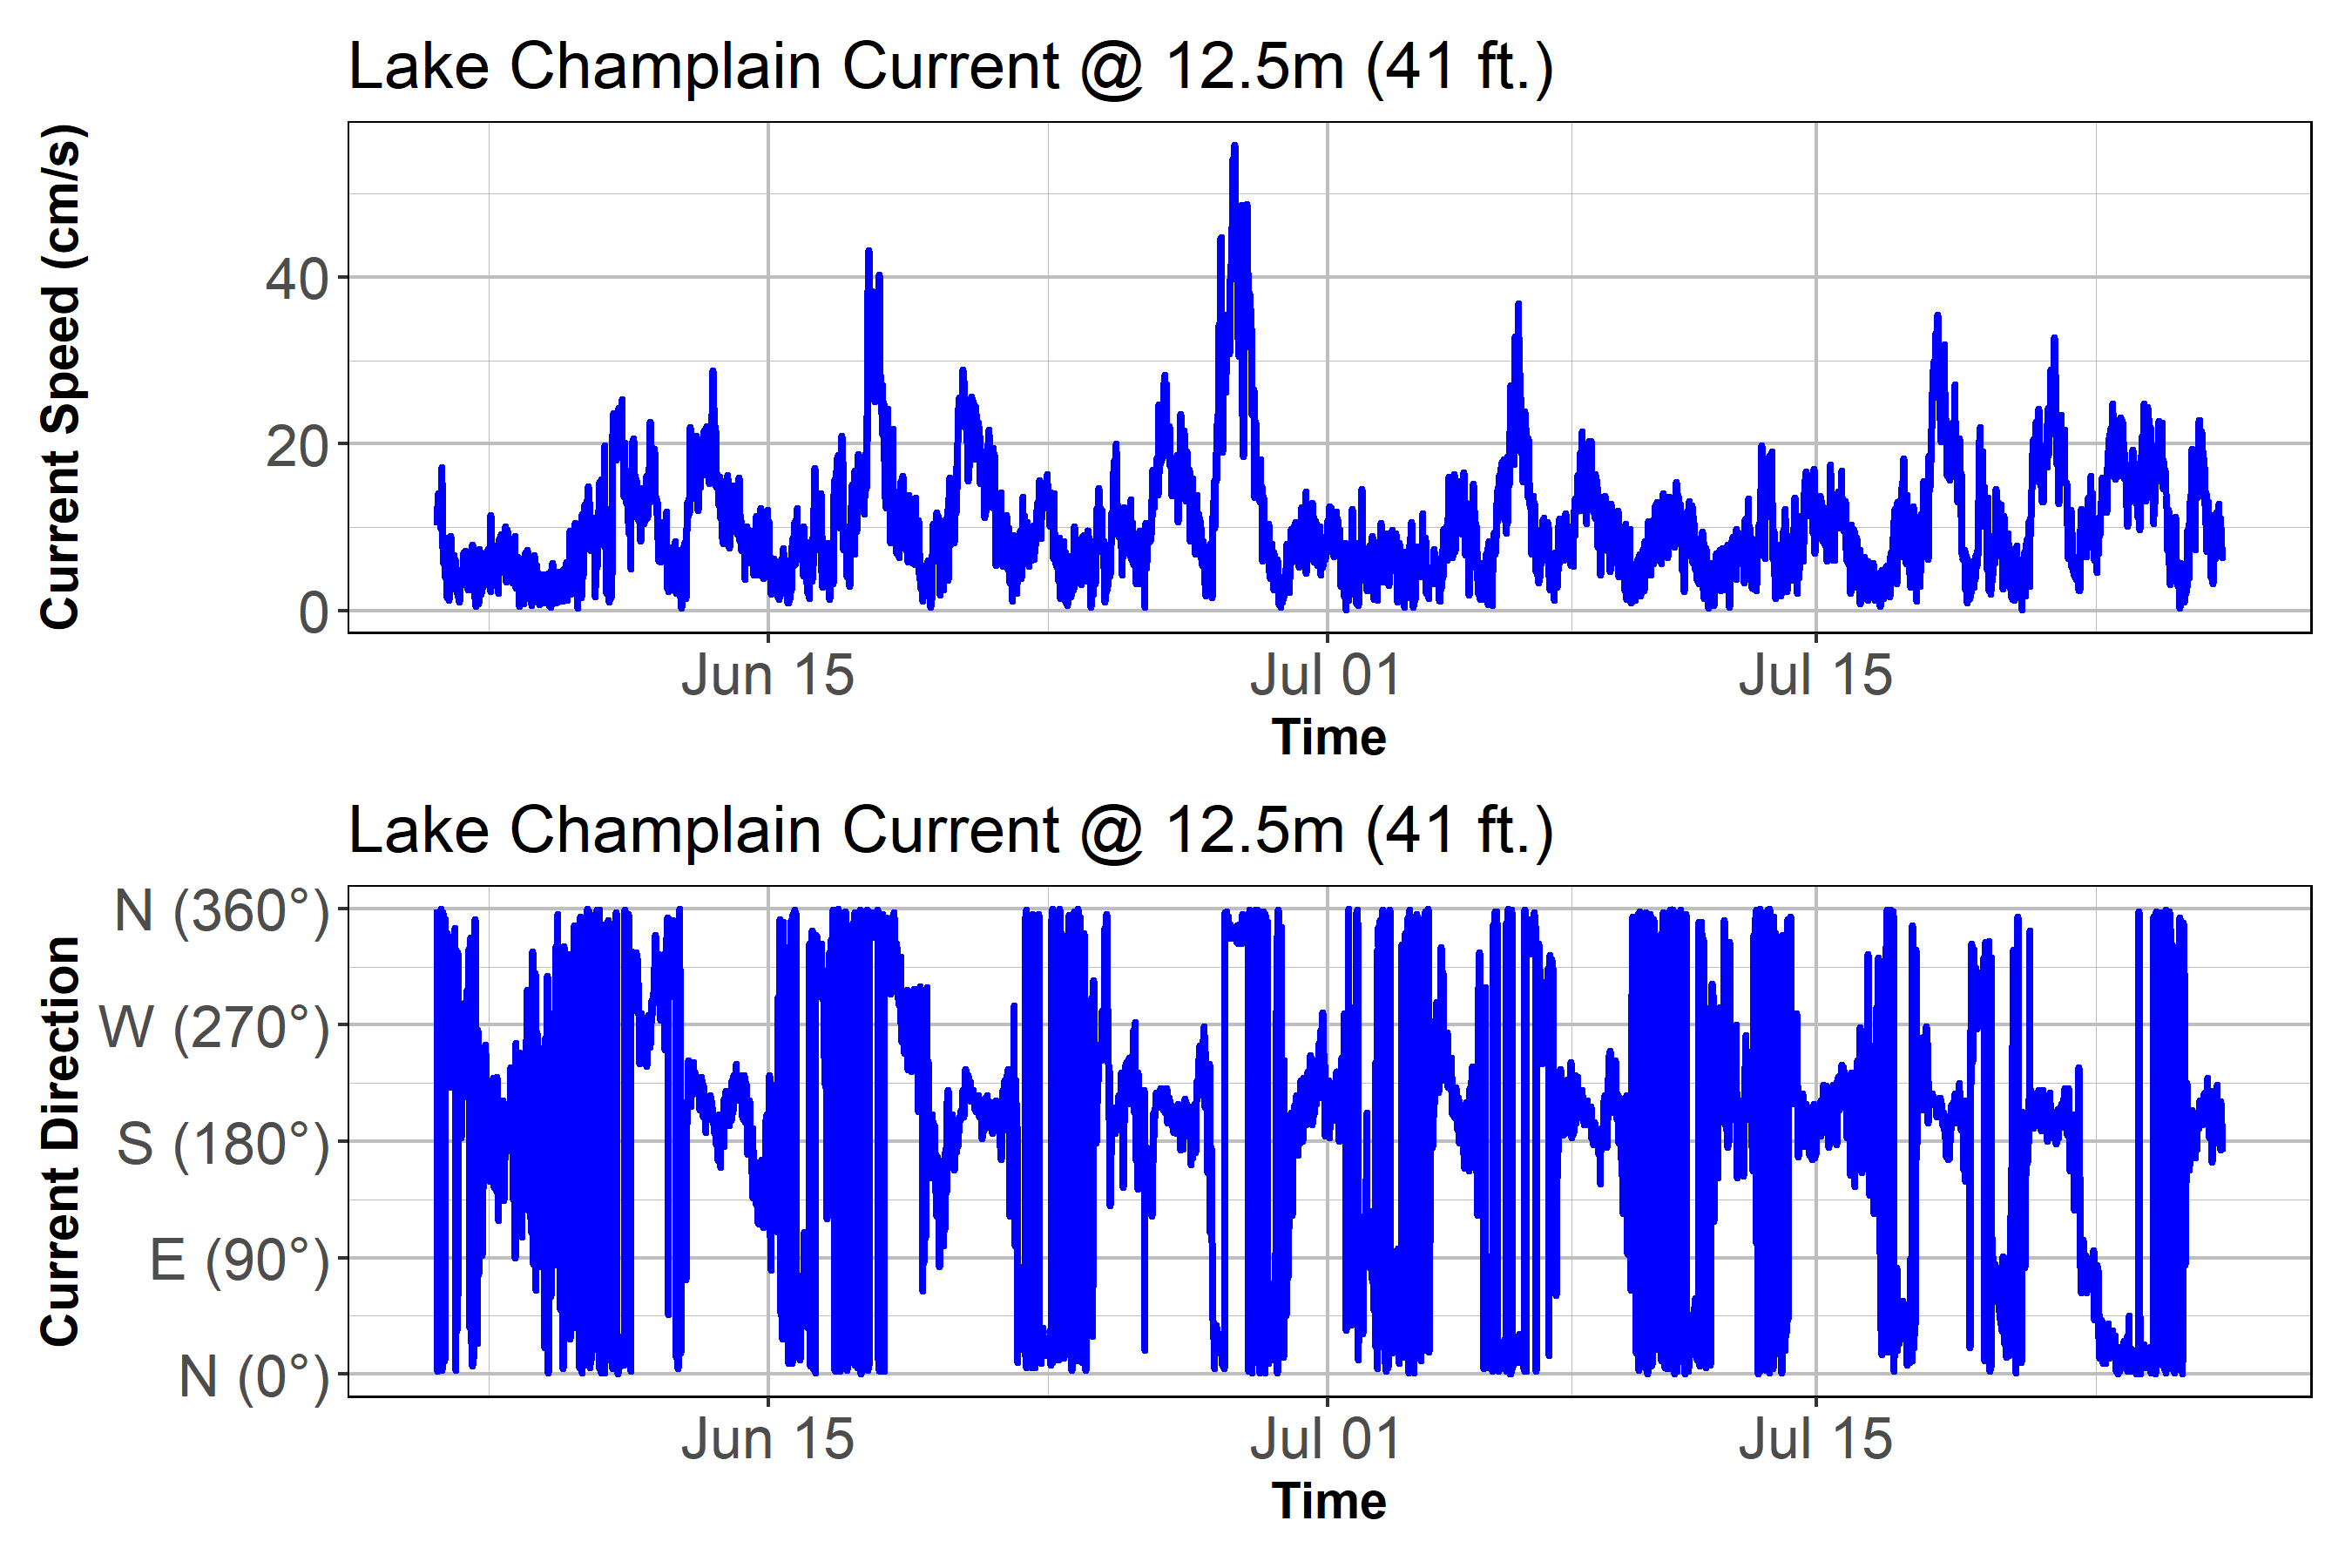 Lake Champlain Current @ 12.5m (41 ft.)
Current Speed (cm/s)
40
20
0
Jun 15 Jul 01 Jul 15
Time
Lake Champlain Current @ 12.5m (41 ft.)
Current Direction
N (360°)
W (270°)
S (180°)
E (90°)
N (0°)
Jun 15 Jul 01 Jul 15
Time